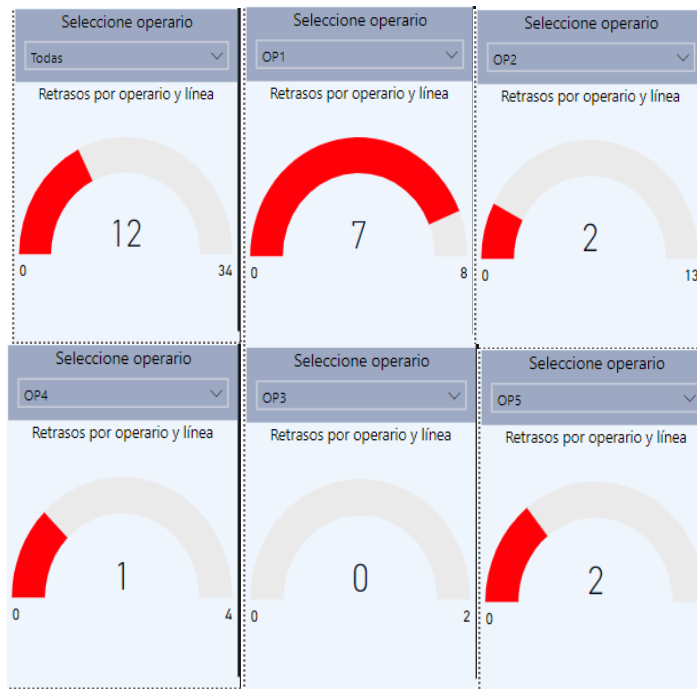 Seleccione operario
Todas
Retrasos por operario y línea
12
0
34
Seleccione operario
OP1
Retrasos por operario y línea
7
0
8
Seleccione operario
OP2
Retrasos por operario y línea
2
0
13
Seleccione operario
OP4
Retrasos por operario y línea
1
0
4
Seleccione operario
OP3
Retrasos por operario y línea
0
0
2
Seleccione operario
OP5
Retrasos por operario y línea
2
0